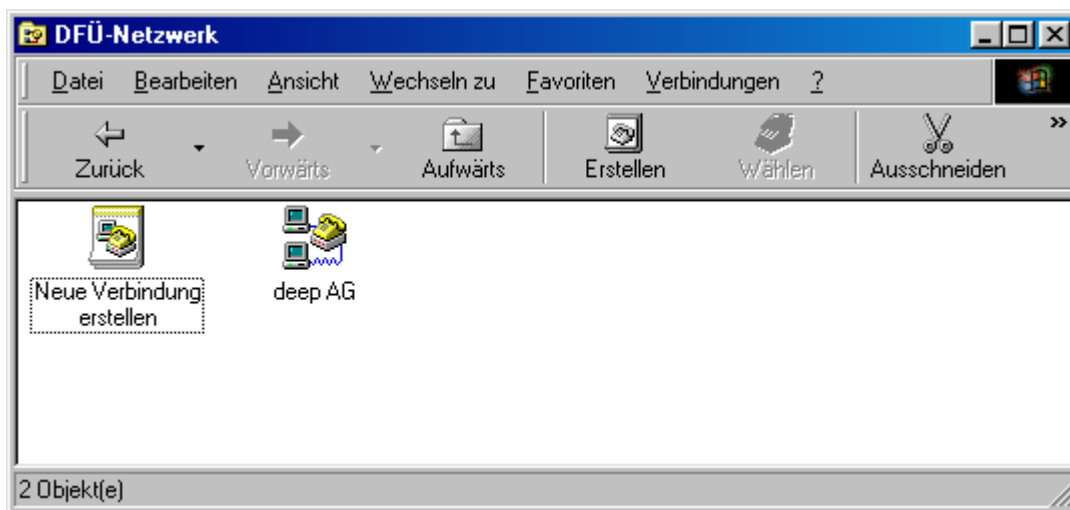 DFÜ-Netzwerk
Datei Bearbeiten Ansicht Wechseln zu Favoriten Verbindungen ?
Zurück Vorwärts Aufwärts Erstellen Wählen Ausschneiden »
Neue Verbindung deep AG
erstellen
2 Objekt(e)